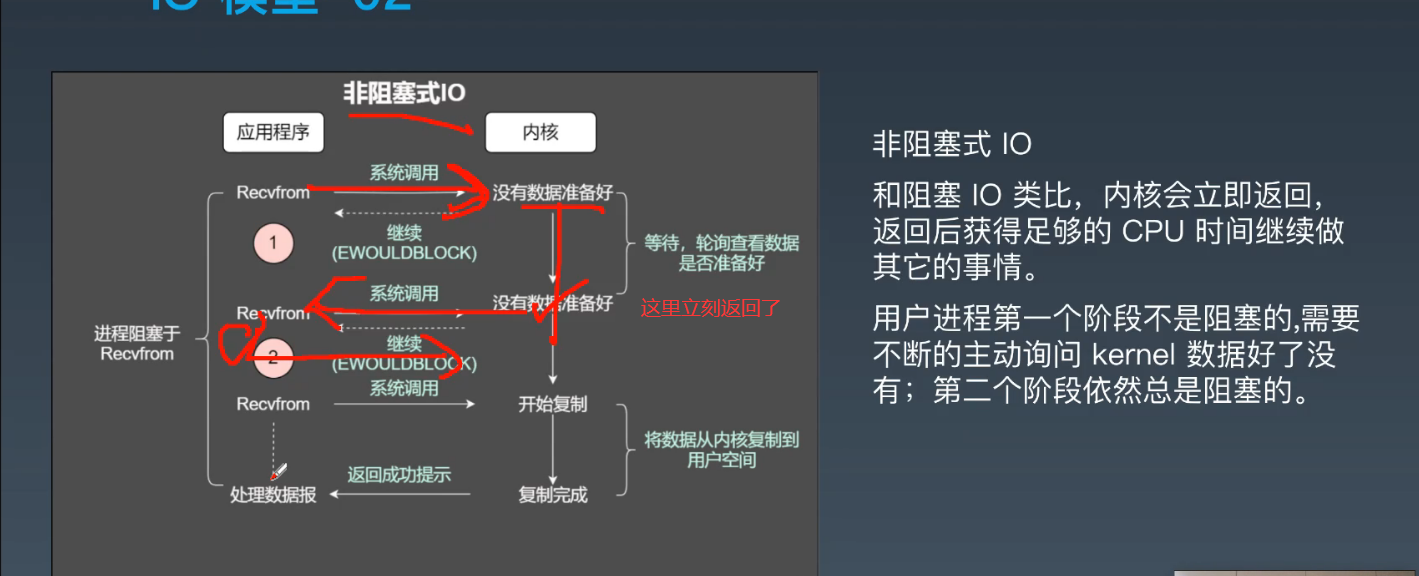 IO 模型 02
非阻塞式IO
应用程序
内核
系统调用
Recvfrom
没有数据准备好
继续
(EWOULDBLOCK)
1
等待，轮询查看数据
是否准备好
系统调用
Recvfrom
没有数据准备好
这里立刻返回了
继续
(EWOULDBLOCK)
2
进程阻塞于
Recvfrom
系统调用
Recvfrom
开始复制
将数据从内核复制到
用户空间
返回成功提示
处理数据报
复制完成
非阻塞式 IO
和阻塞 IO 类比，内核会立即返回，
返回后获得足够的 CPU 时间继续做
其它的事情。
用户进程第一个阶段不是阻塞的,需要
不断的主动询问 kernel 数据好了没
有；第二个阶段依然总是阻塞的。